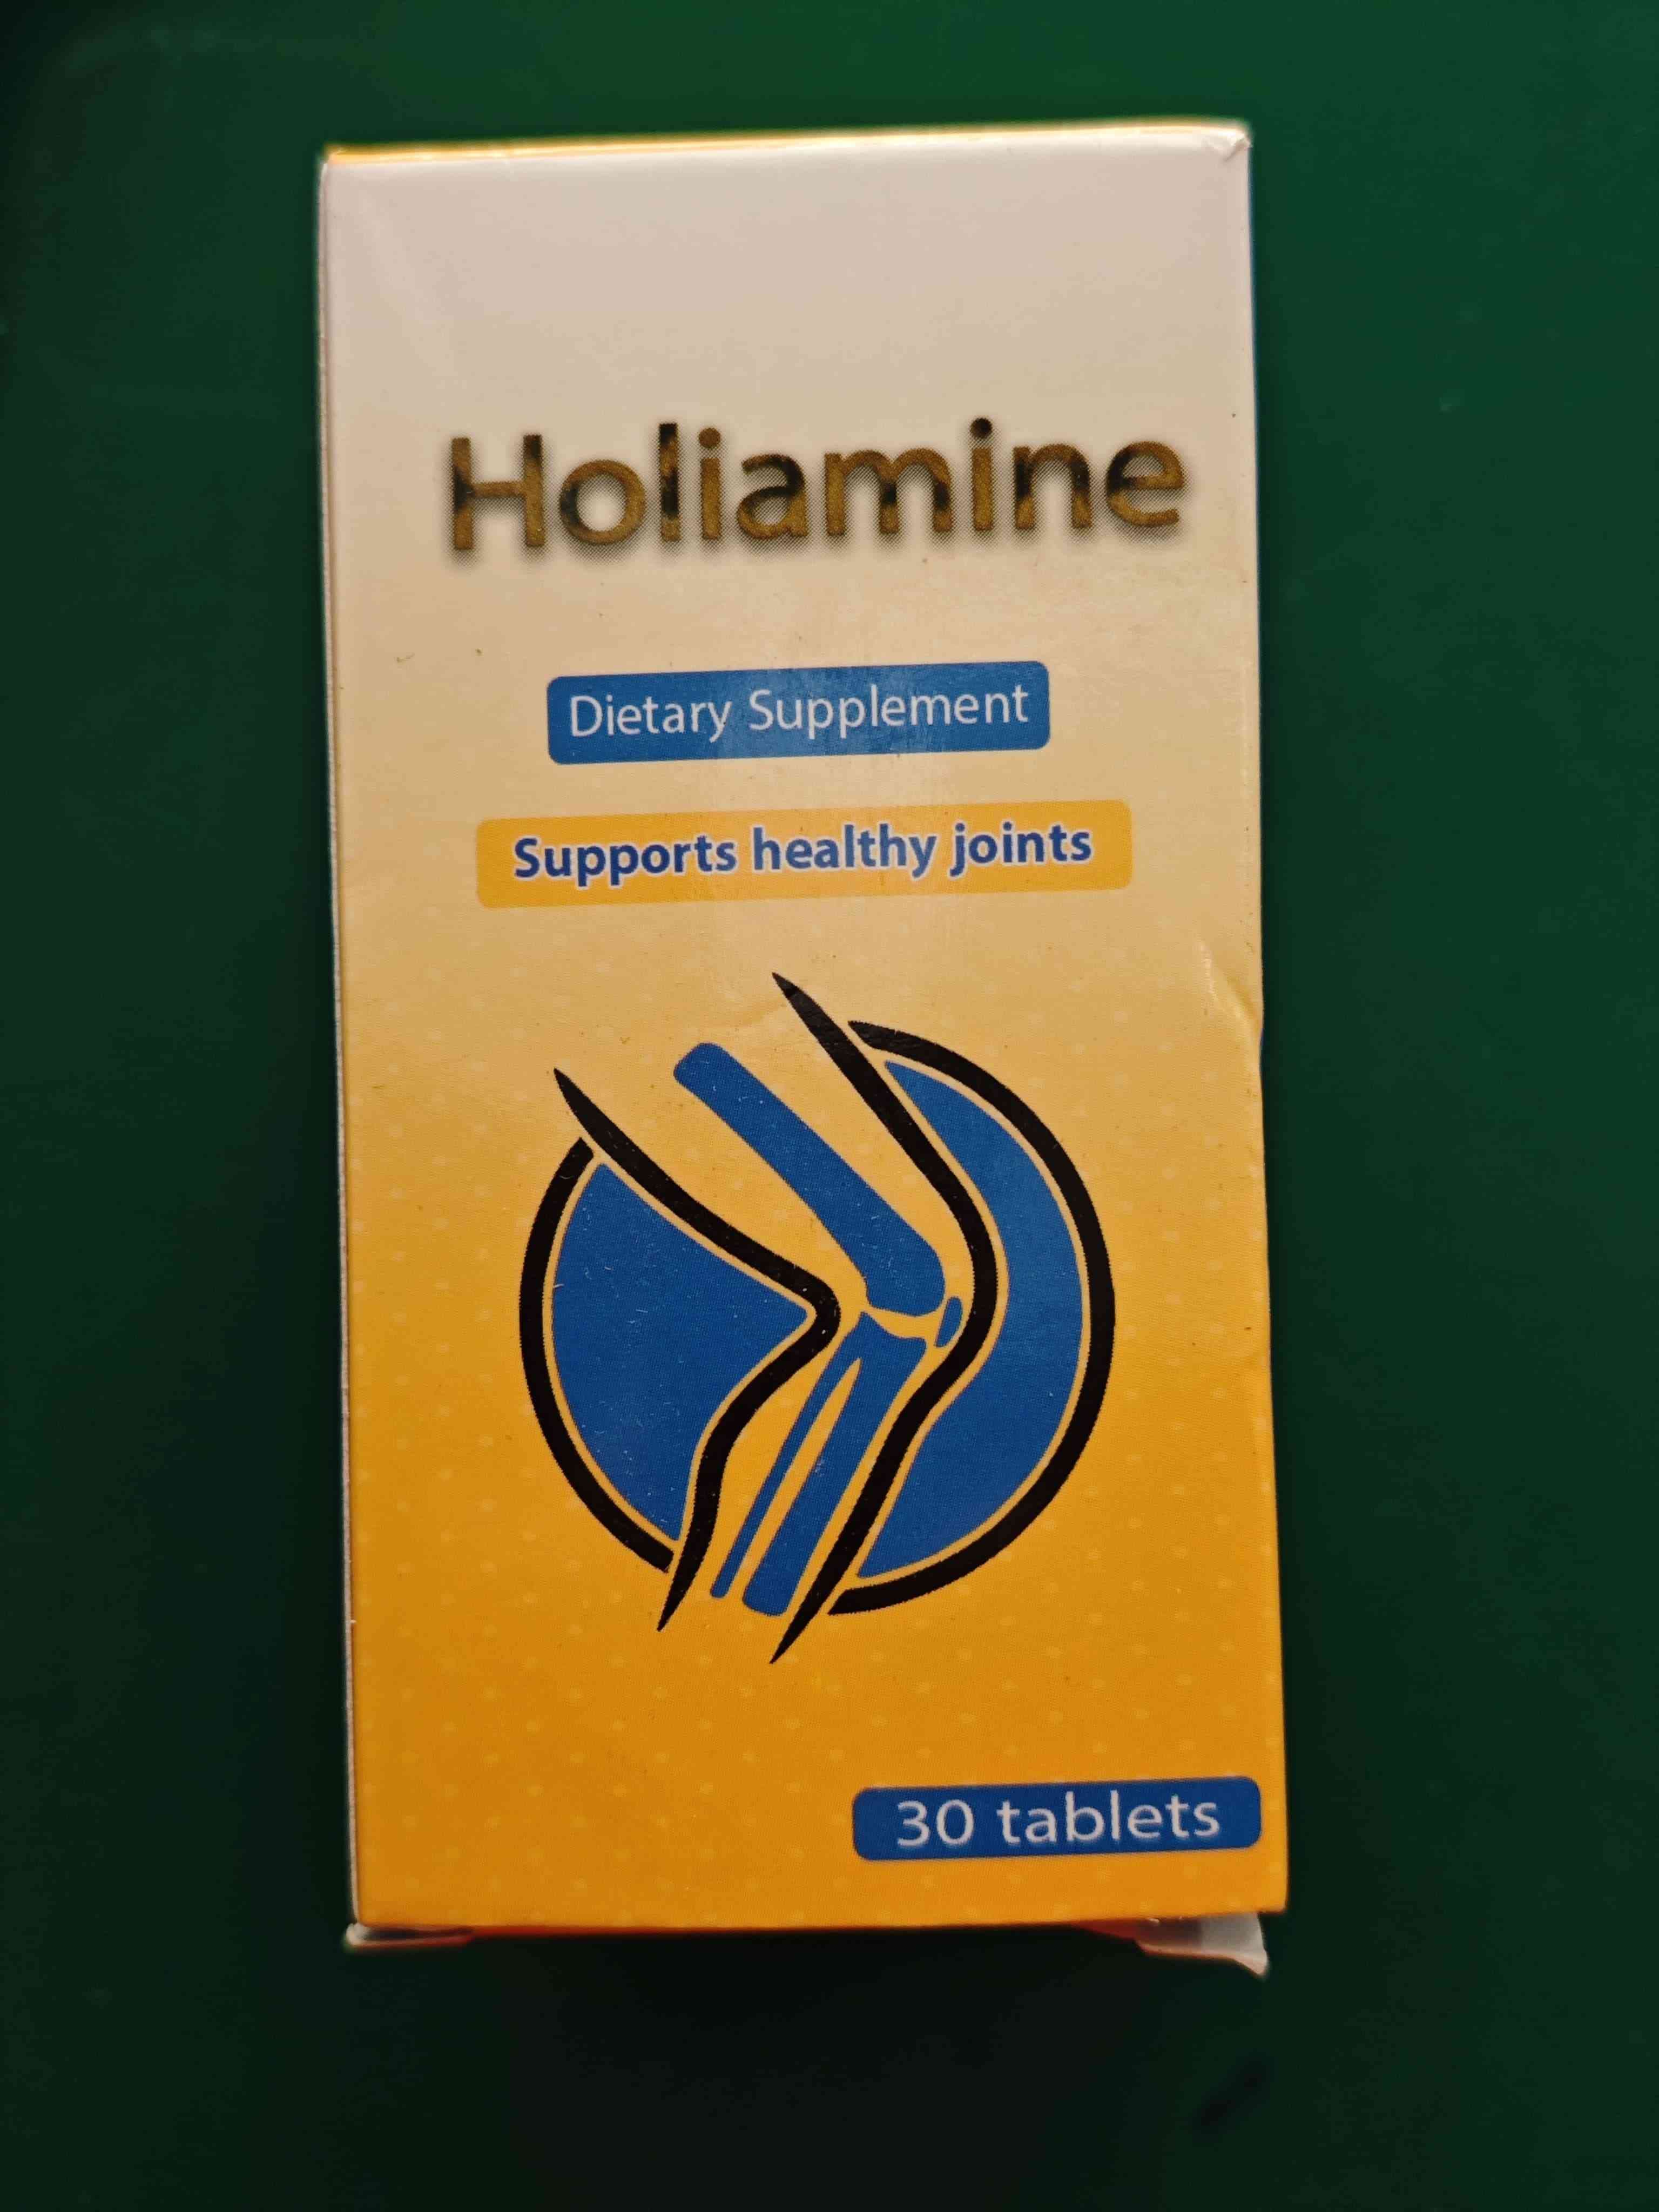 Holiamine
Dietary Supplement
Supports healthy joints
30 tablets